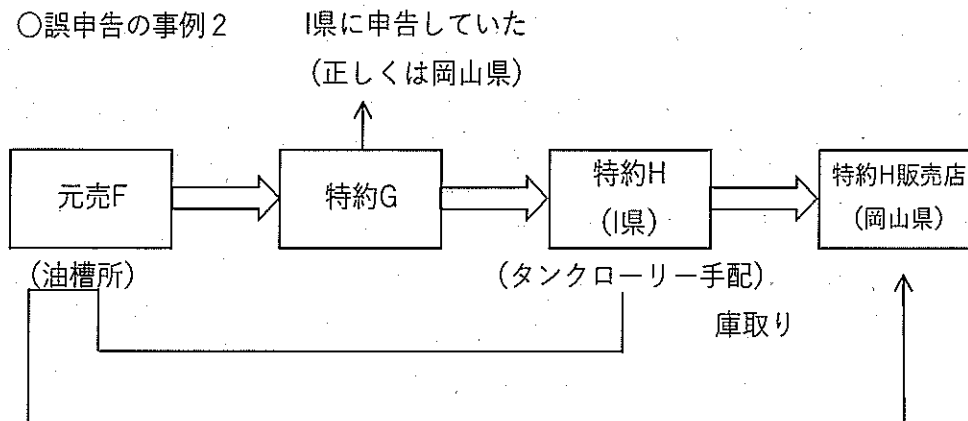 ○誤申告の事例２
I県に申告していた
(正しくは岡山県)
元売F
特約G
特約H
(I県)
特約H販売店
(岡山県)
(油槽所)
(タンクローリー手配)
庫取り